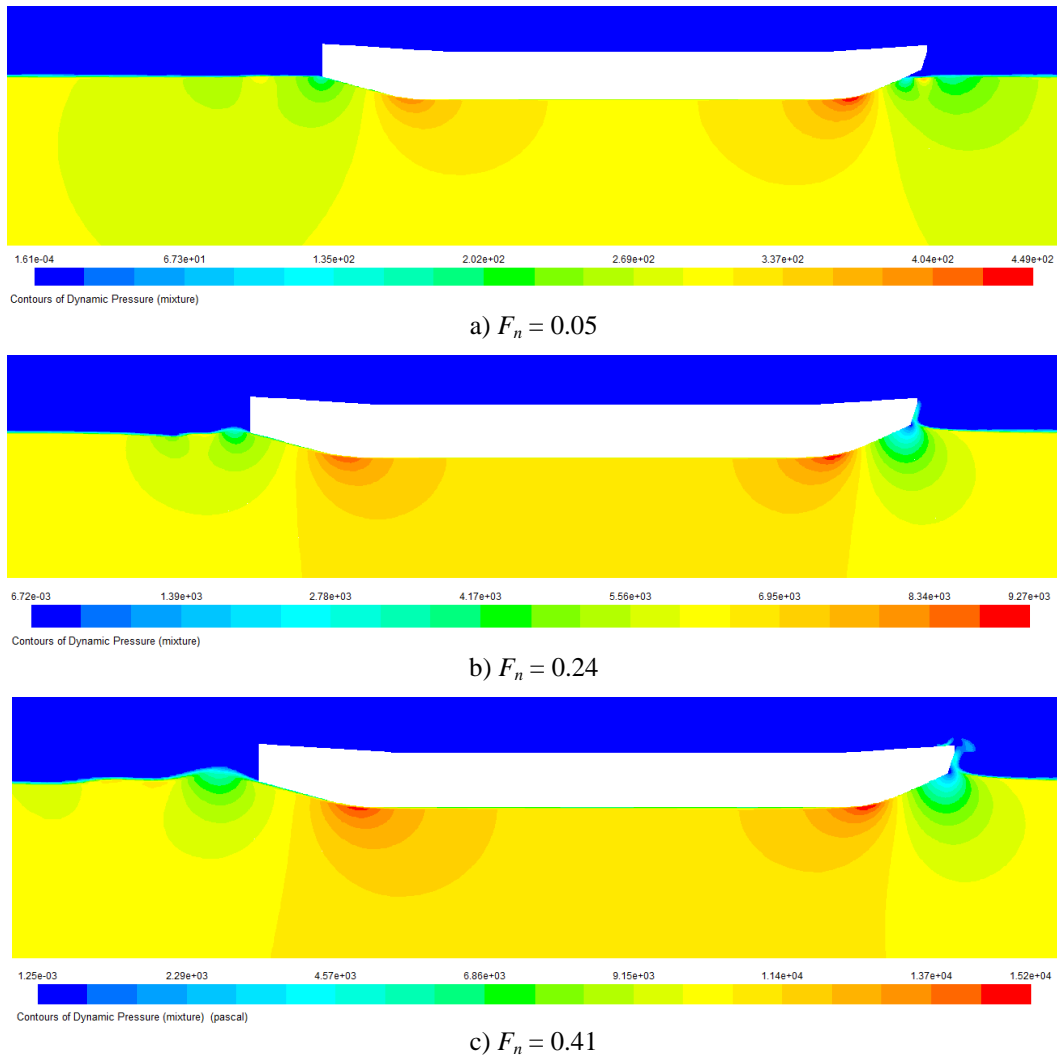 1.61e-04 6.73e+01 1.35e+02 2.02e+02 2.69e+02 3.37e+02 4.04e+02 4.49e+02
Contours of Dynamic Pressure (mixture)
a) Fn = 0.05
6.72e-03 1.39e+03 2.78e+03 4.17e+03 5.56e+03 6.95e+03 8.34e+03 9.27e+03
Contours of Dynamic Pressure (mixture)
b) Fn = 0.24
1.25e-03 2.29e+03 4.57e+03 6.86e+03 9.15e+03 1.14e+04 1.37e+04 1.52e+04
Contours of Dynamic Pressure (mixture) (pascal)
c) Fn = 0.41